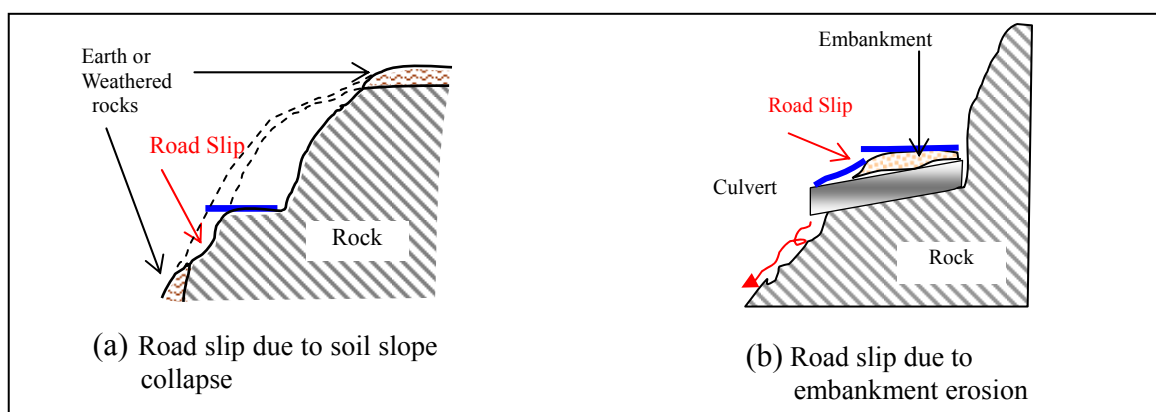 Earth or
Weathered
rocks
Road Slip
Rock
(a) Road slip due to soil slope
collapse
Embankment
Road Slip
Culvert
Rock
(b) Road slip due to
embankment erosion